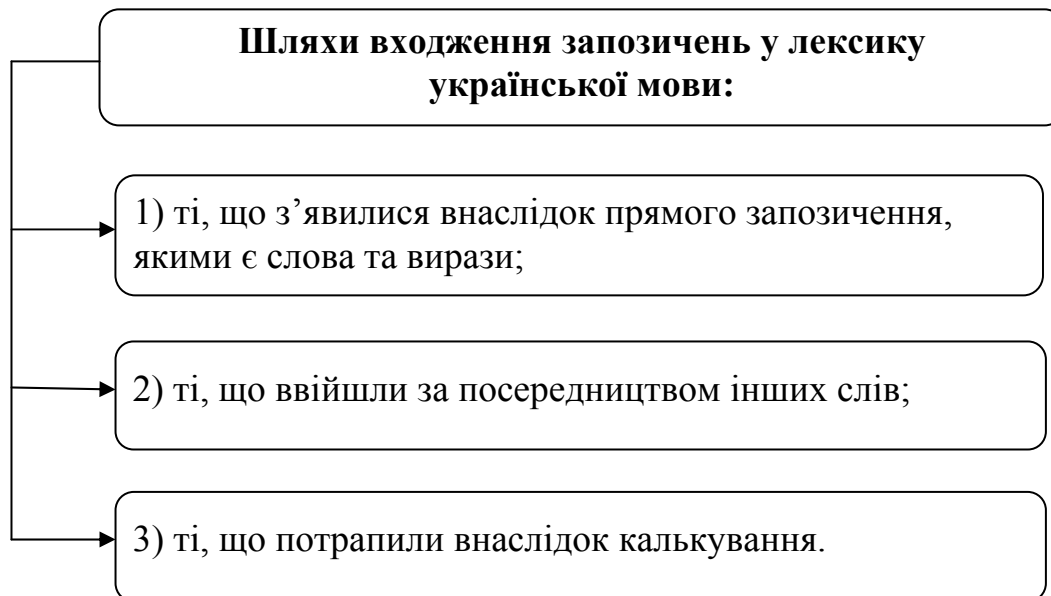 Шляхи входження запозичень у лексику
української мови:
1) ті, що з’явилися внаслідок прямого запозичення,
якими є слова та вирази;
2) ті, що ввійшли за посередництвом інших слів;
3) ті, що потрапили внаслідок калькування.